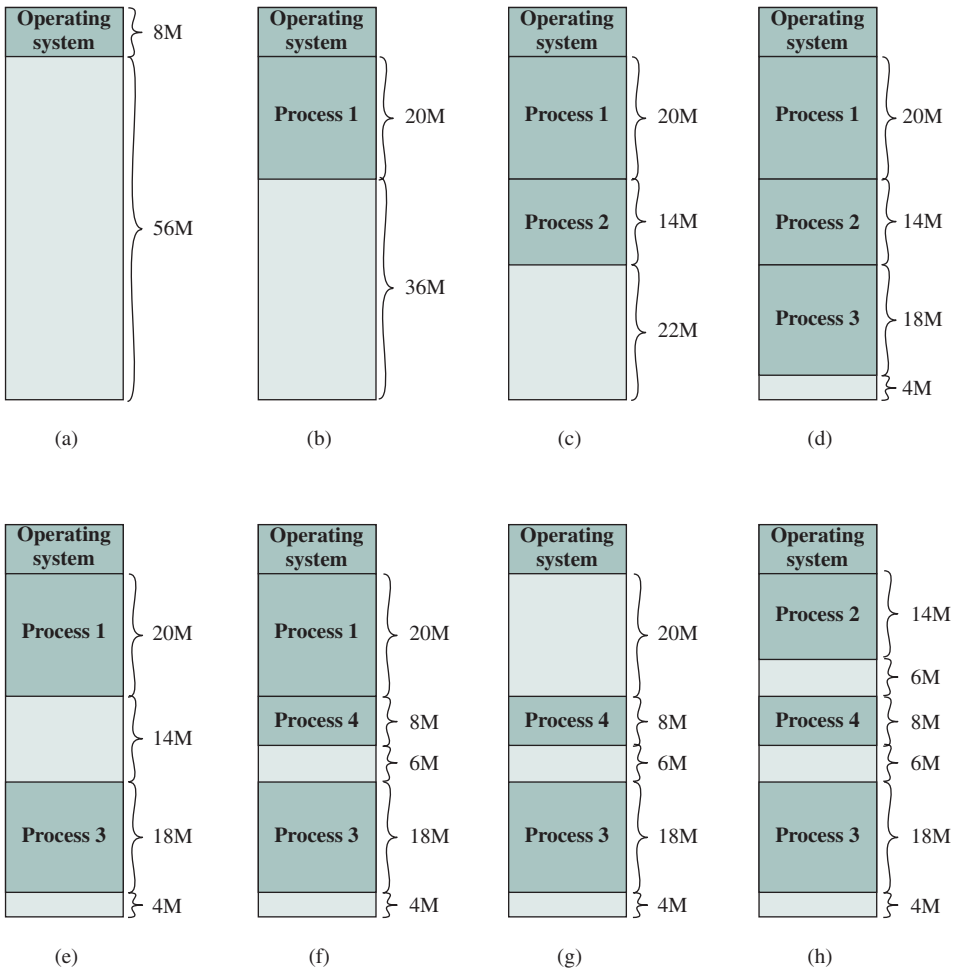 Operating
system
8M
56M
(a)
Operating
system
Process 1
20M
36M
(b)
Operating
system
Process 1
20M
Process 2
14M
22M
(c)
Operating
system
Process 1
20M
Process 2
14M
Process 3
18M
4M
(d)
Operating
system
Process 1
20M
14M
Process 3
18M
4M
(e)
Operating
system
Process 1
20M
Process 4
8M
6M
Process 3
18M
4M
(f)
Operating
system
20M
Process 4
8M
6M
Process 3
18M
4M
(g)
Operating
system
Process 2
14M
6M
Process 4
8M
6M
Process 3
18M
4M
(h)